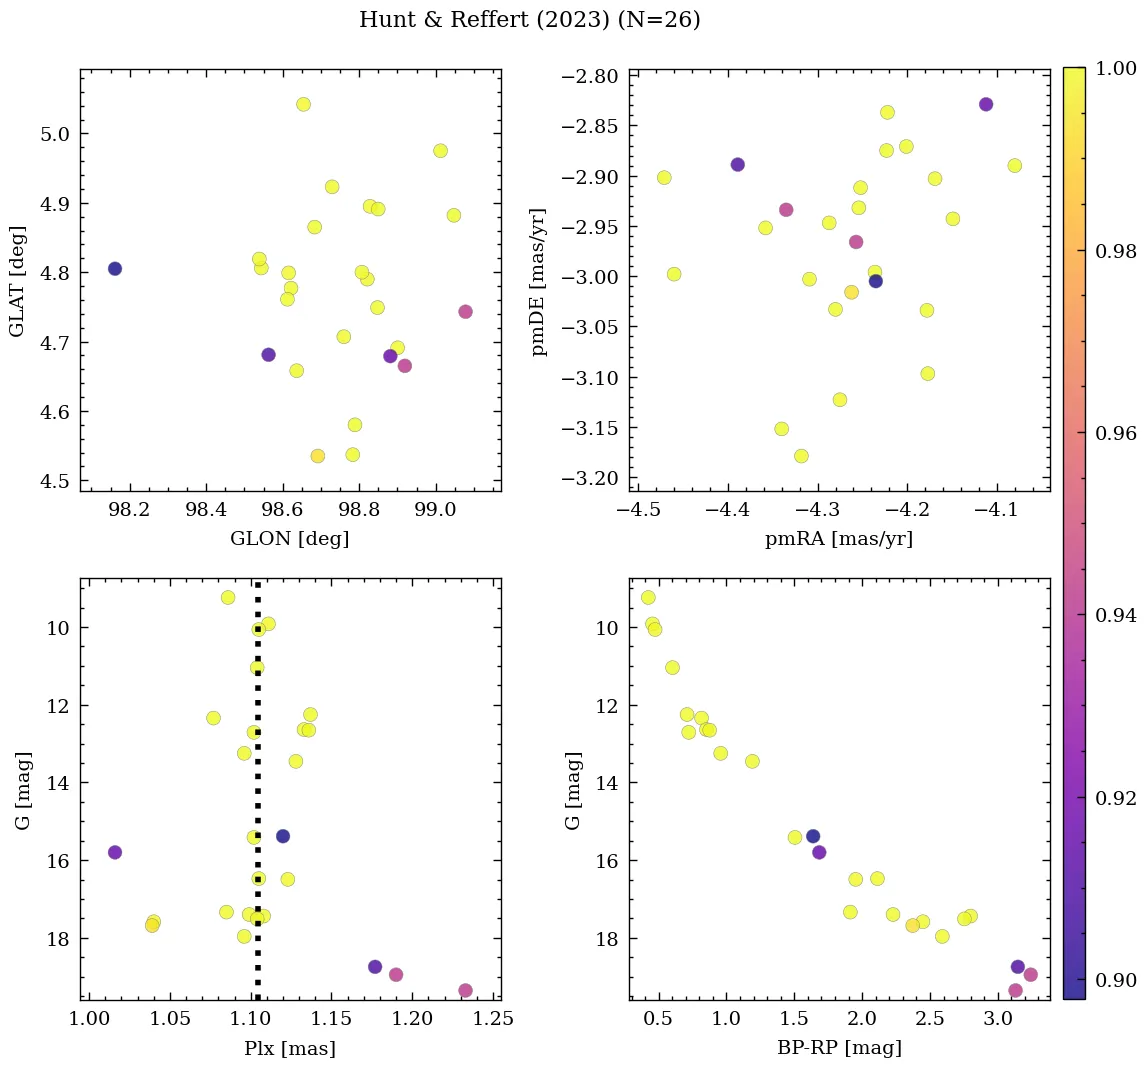 Hunt & Reffert (2023) (N=26)
5.0
4.9
4.8
4.7
4.6
4.5
GLAT [deg]
98.2 98.4 98.6 98.8 99.0
GLON [deg]
−2.80
−2.85
−2.90
−2.95
−3.00
−3.05
−3.10
−3.15
−3.20
pmDE [mas/yr]
−4.5 −4.4 −4.3 −4.2 −4.1
pmRA [mas/yr]
10
12
14
16
18
G [mag]
1.00 1.05 1.10 1.15 1.20 1.25
Plx [mas]
10
12
14
16
18
G [mag]
0.5 1.0 1.5 2.0 2.5 3.0
BP-RP [mag]
1.00
0.98
0.96
0.94
0.92
0.90